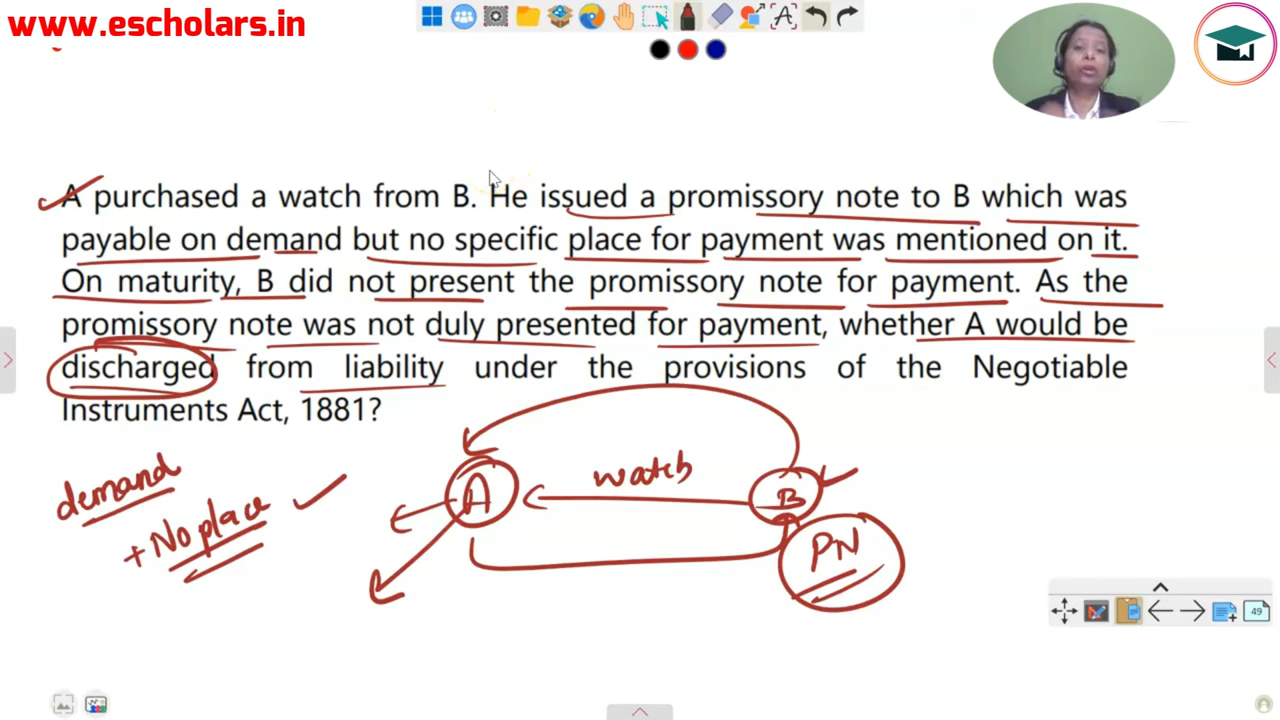 www.escholars.in
A purchased a watch from B. He issued a promissory note to B which was
payable on demand but no specific place for payment was mentioned on it.
On maturity, B did not present the promissory note for payment. As the
promissory note was not duly presented for payment, whether A would be
discharged from liability under the provisions of the Negotiable
Instruments Act, 1881?
demand
+ No place
A
watch
B
PN
49